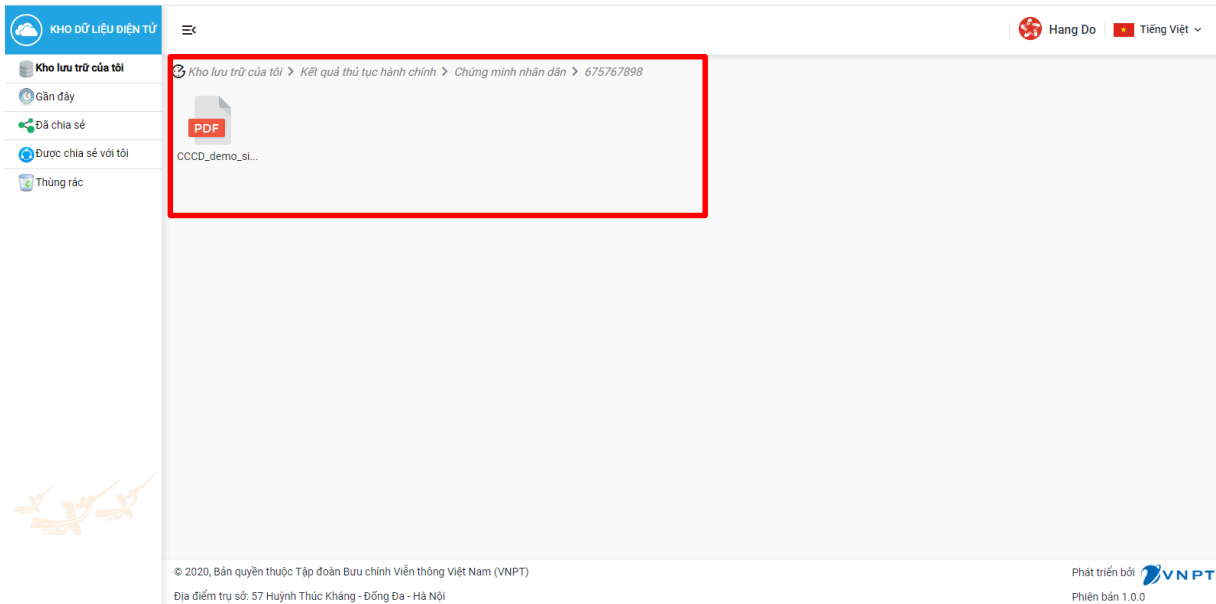 KHO DỮ LIỆU ĐIỆN TỬ
Hang Do
Tiếng Việt
Kho lưu trữ của tôi
Gần đây
Đã chia sẻ
Được chia sẻ với tôi
Thùng rác
Kho lưu trữ của tôi > Kết quả thủ tục hành chính > Chứng minh nhân dân > 675767898
PDF
CCCD_demo_si...
© 2020, Bản quyền thuộc Tập đoàn Bưu chính Viễn thông Việt Nam (VNPT)
Phát triển bởi VNPT
Địa điểm trụ sở: 57 Huỳnh Thúc Kháng - Đống Đa - Hà Nội
Phiên bản 1.0.0